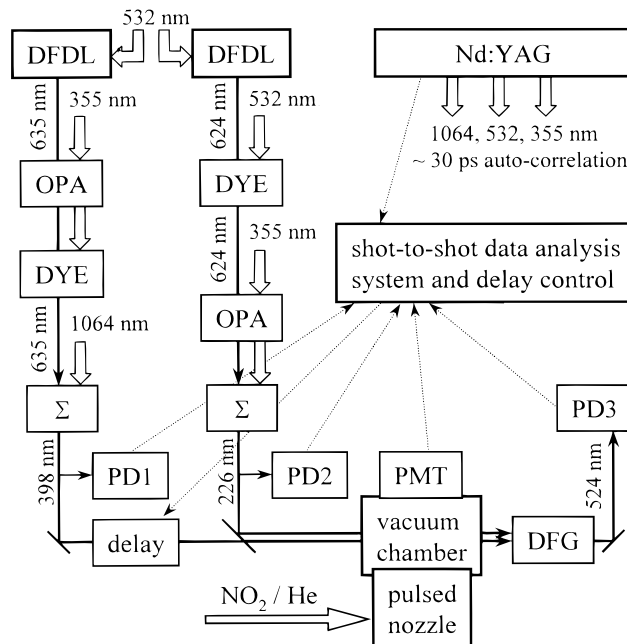 532 nm
DFDL
DFDL
Nd:YAG
635 nm
355 nm
624 nm
532 nm
1064, 532, 355 nm
~ 30 ps auto-correlation
OPA
DYE
DYE
624 nm
355 nm
shot-to-shot data analysis
system and delay control
635 nm
1064 nm
OPA
Σ
Σ
PD3
398 nm
PD1
226 nm
PD2
PMT
524 nm
delay
vacuum
chamber
DFG
NO₂ / He
pulsed
nozzle